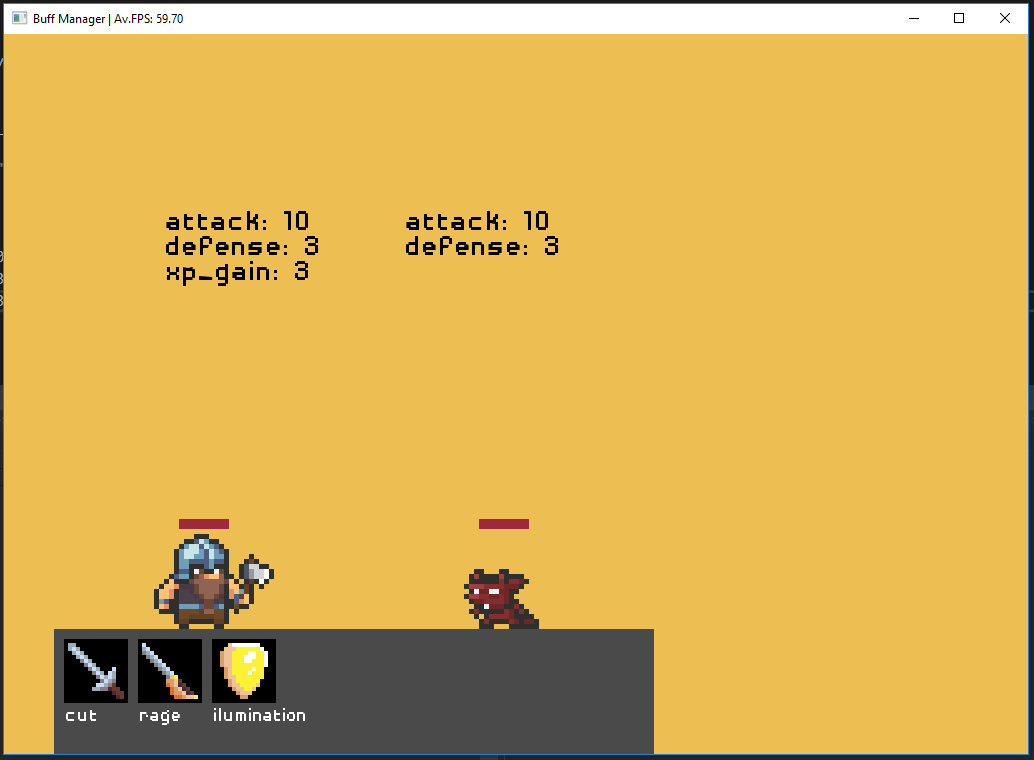 Buff Manager | Av.FPS: 59.70
attack: 10
defense: 3
xp_gain: 3
attack: 10
defense: 3
cut
rage
ilumination